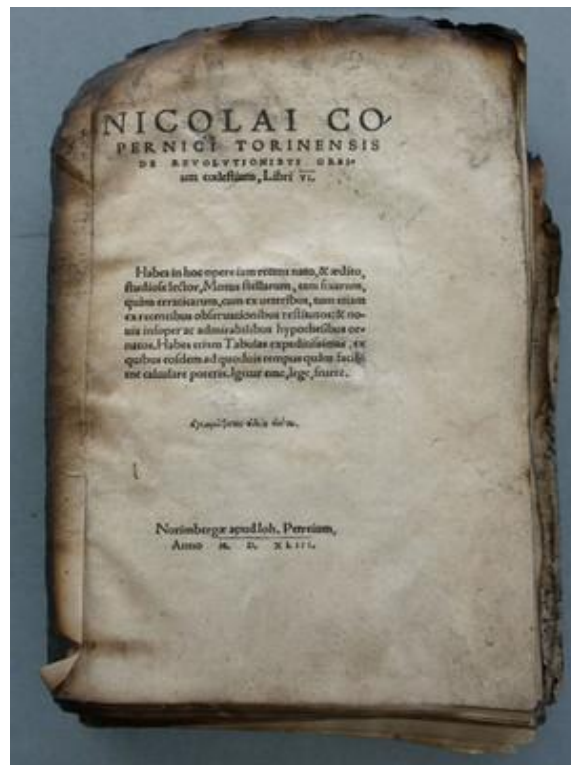 NICOLAI CO-
PERNICI TORINENSIS
DE REVOLVTIONIBVS ORBI-
um cœlestium, Libri VI.
Habes in hoc opere iam recens nato, & ædito,
studiose lector, Motus stellarum, tam fixarum,
quàm erraticarum, cum ex ueteribus, tum etiam
ex recentibus obseruationibus restitutos: & no-
uis insuper ac admirabilibus hypothesibus or-
natos. Habes etiam Tabulas expeditissimas, ex
quibus eosdem ad quoduis tempus quàm facilli
me calculare poteris. Igitur eme, lege, fruere.
Norimbergæ apud Ioh. Petreium,
Anno M. D. XLIII.